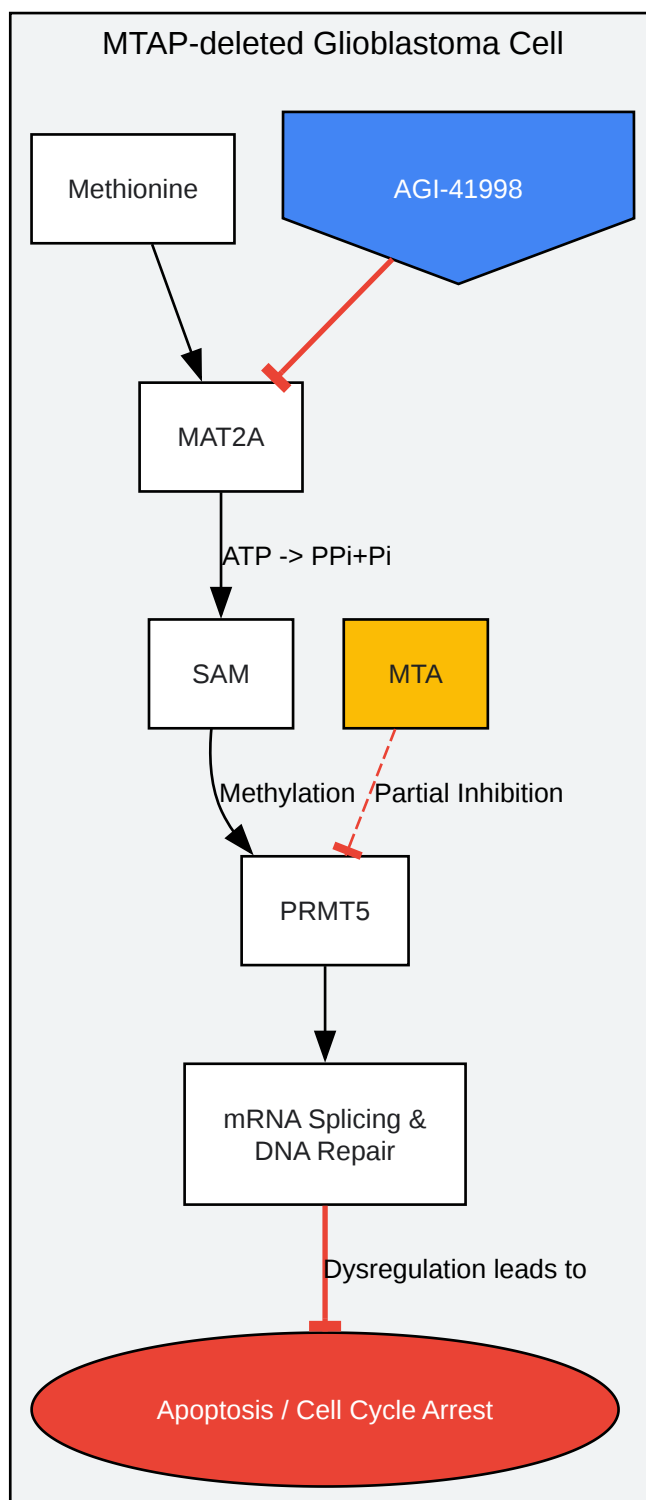 MTAP-deleted Glioblastoma Cell
Methionine
AGI-41998
MAT2A
ATP -> PPi+Pi
SAM
MTA
Methylation
Partial Inhibition
PRMT5
mRNA Splicing &
DNA Repair
Dysregulation leads to
Apoptosis / Cell Cycle Arrest